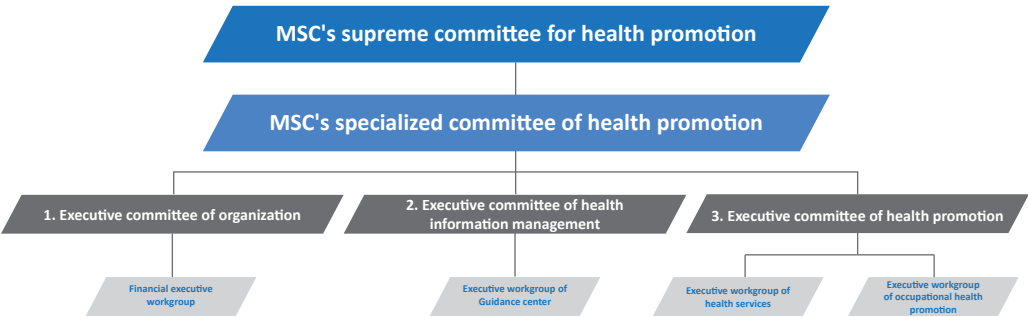 MSC's supreme committee for health promotion
MSC's specialized committee of health promotion
1. Executive committee of organization
2. Executive committee of health
information management
3. Executive committee of health promotion
Financial executive
workgroup
Executive workgroup of
Guidance center
Executive workgroup of
health services
Executive workgroup
of occupational health
promotion